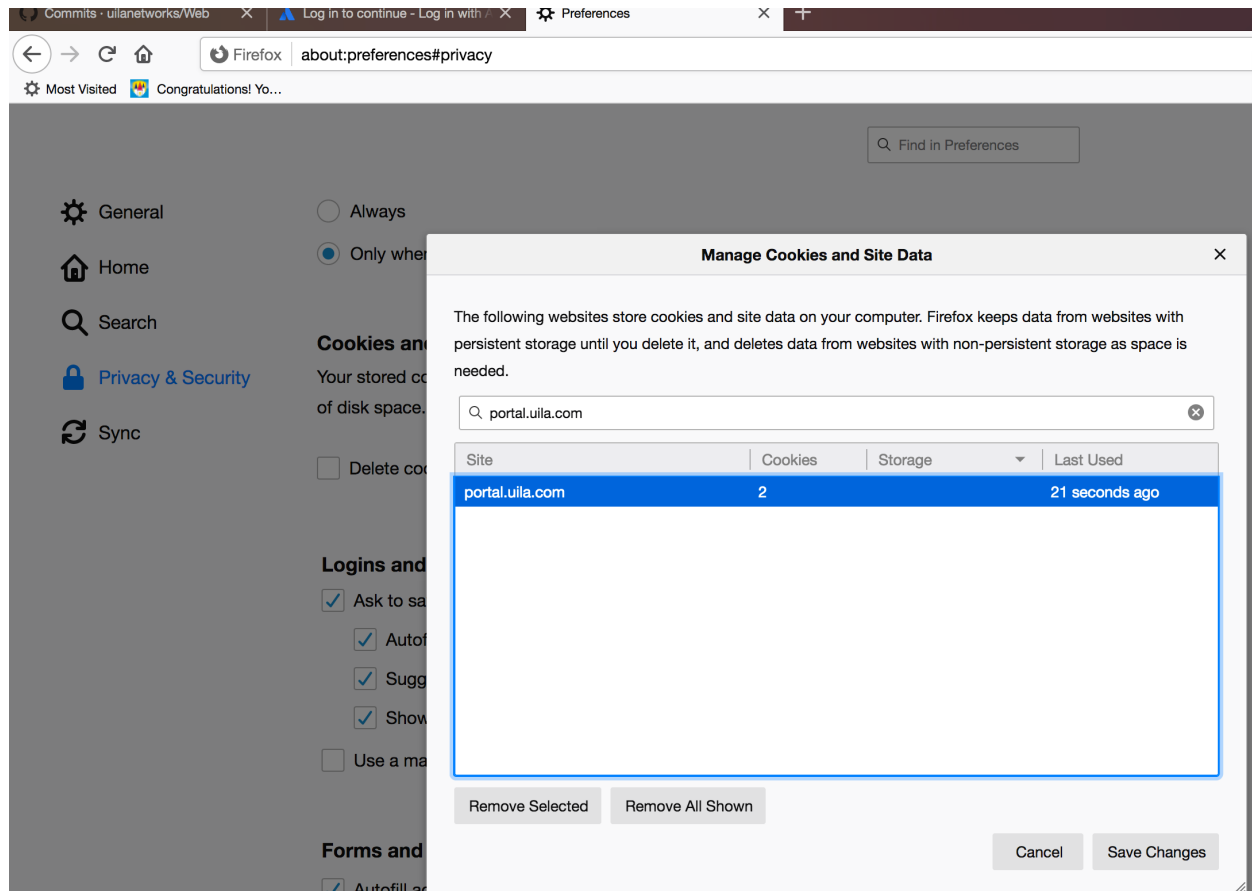 Commits · uilanetworks/Web
Log in to continue - Log in with A
Preferences
Firefox
about:preferences#privacy
Most Visited
Congratulations! Yo...
Find in Preferences
General
Home
Search
Privacy & Security
Sync
Always
Only when
Cookies and
Your stored co
of disk space.
Delete coo
Logins and
Ask to sa
Autof
Sugg
Show
Use a ma
Forms and
Autofill ad
Manage Cookies and Site Data
The following websites store cookies and site data on your computer. Firefox keeps data from websites with
persistent storage until you delete it, and deletes data from websites with non-persistent storage as space is
needed.
portal.uila.com
Site Cookies Storage Last Used
portal.uila.com 2 21 seconds ago
Remove Selected Remove All Shown
Cancel Save Changes